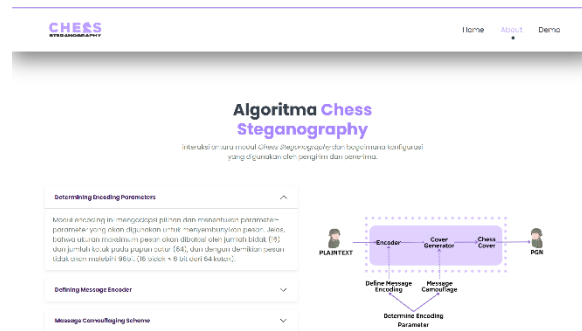 CHESS
STEGANOGRAPHY
Home About Demo
Algoritma Chess
Steganography
Interaksi antara modul Chess Steganography dan bagaimana konfigurasi
yang digunakan oleh pengirim dan penerima.
Determining Encoding Parameters
Modul encoding ini mengadopsi pilihan dan menentukan parameter-
parameter yang akan digunakan untuk menyembunyikan pesan. Jelas,
bahwa ukuran maksimum pesan akan dibatasi oleh jumlah bidak (16)
dan jumlah kotak pada papan catur (64), dan dengan demikian pesan
tidak akan melebihi 96bit (16 bidak × 6 bit dari 64 kotak).
Defining Message Encoder
Message Camouflaging Scheme
PLAINTEXT
Encoder
Cover
Generator
Chess
Cover
PGN
Define Message
Encoding
Message
Camouflage
Determine Encoding
Parameter